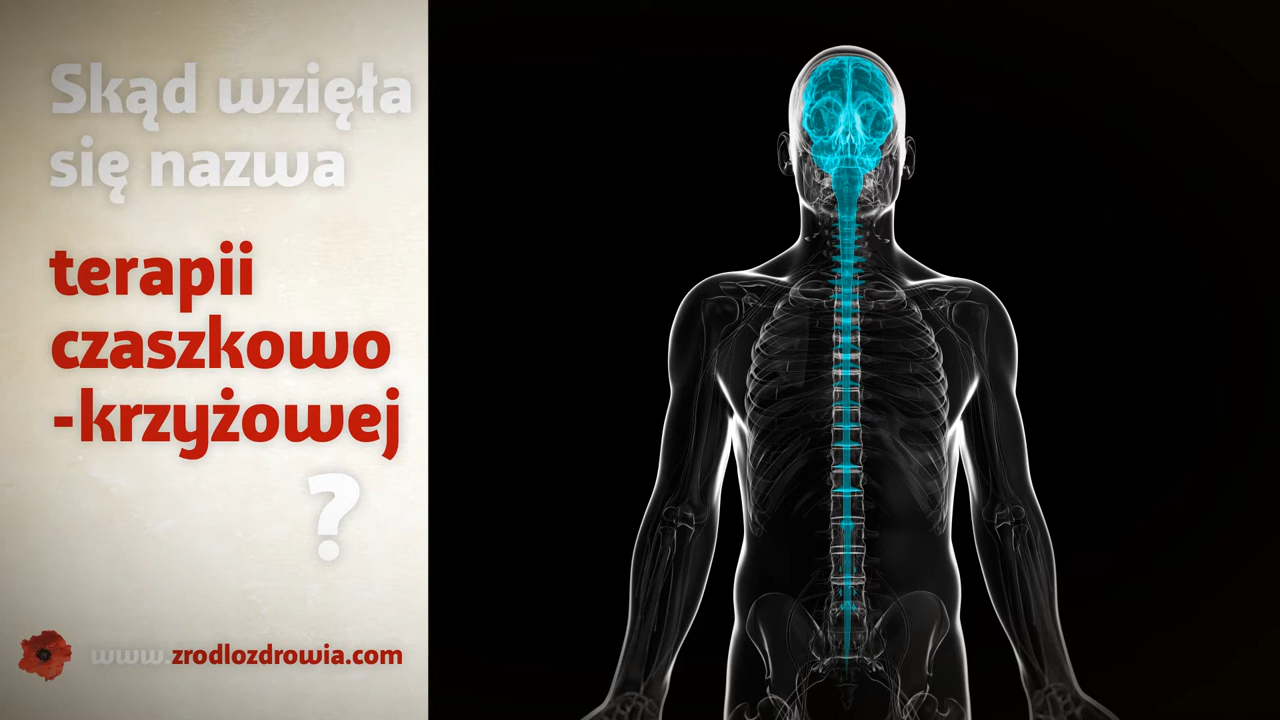 Skąd wzięła
się nazwa
terapii
czaszkowo
-krzyżowej
?
www.zrodlozdrowia.com